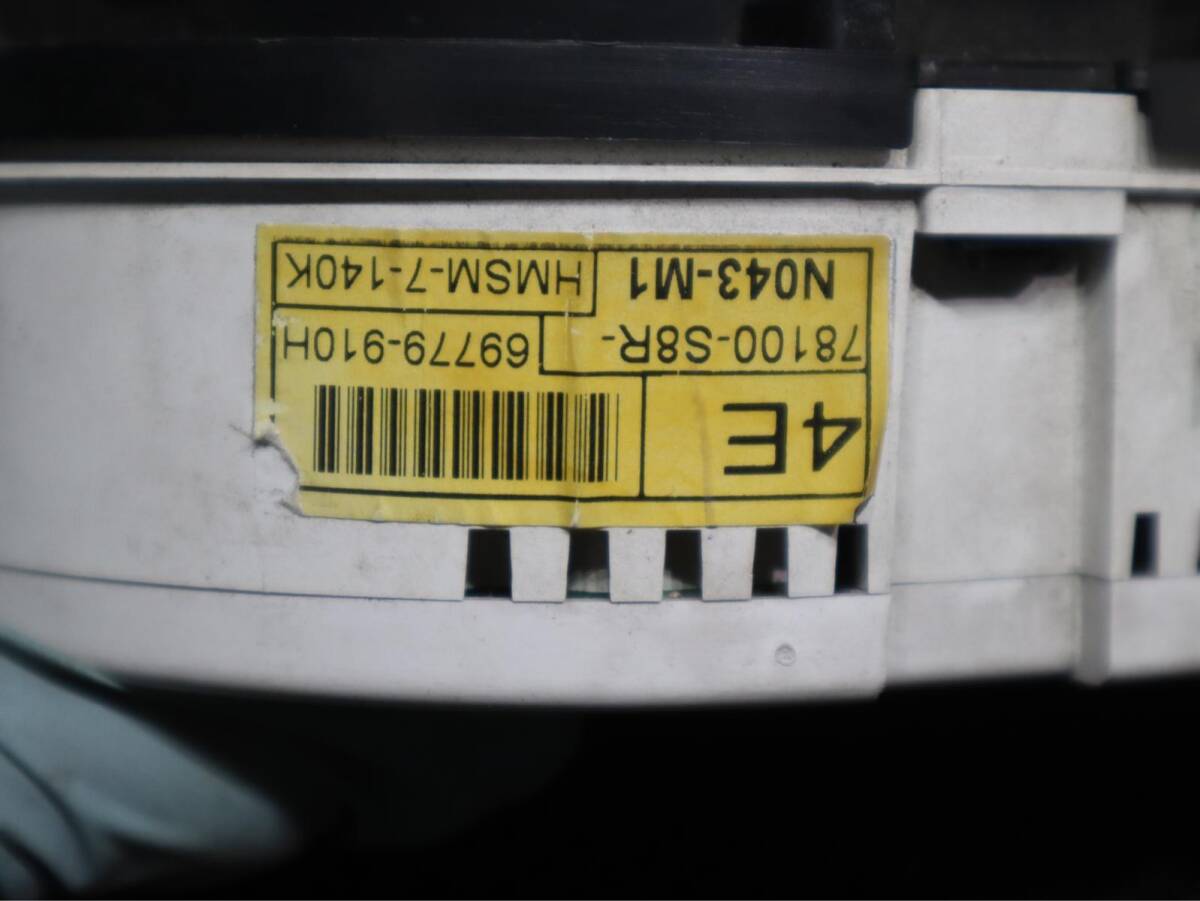 4E
78100-S8R-
69779-910H
N043-M1
HMSM-7-140K